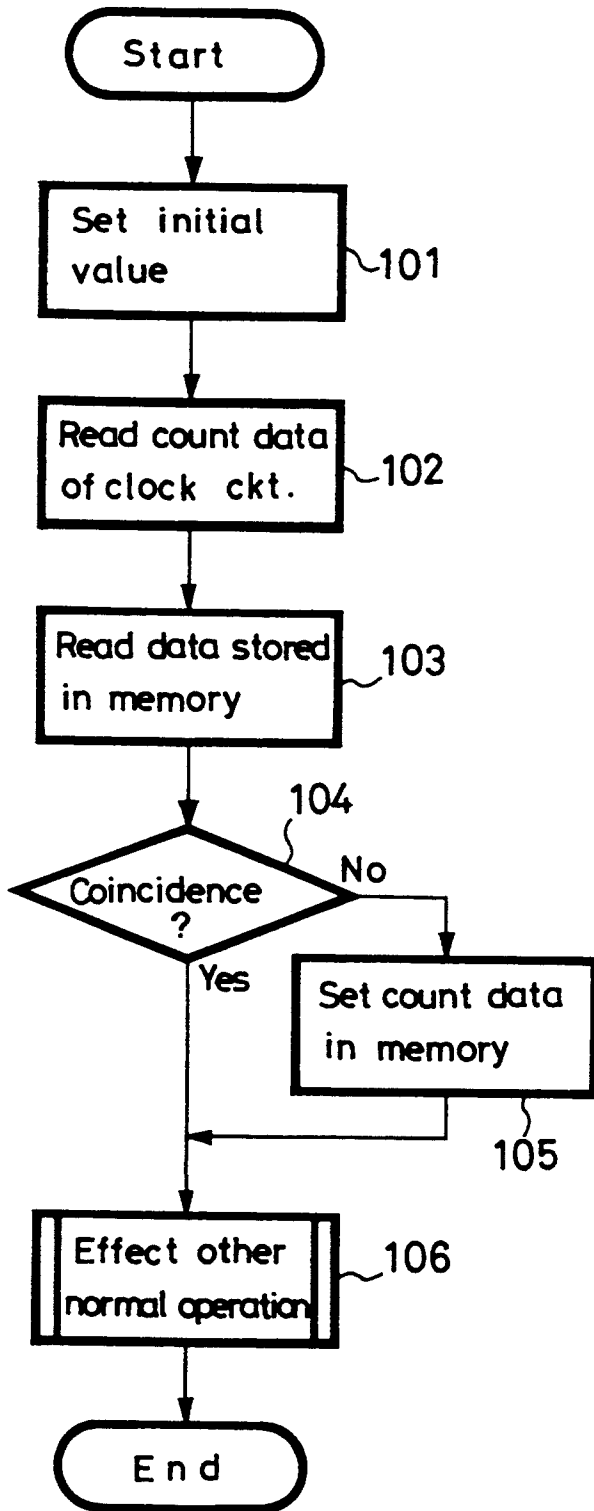 Start
Set initial
value
101
Read count data
of clock ckt.
102
Read data stored
in memory
103
104
Coincidence
?
No
Yes
Set count data
in memory
105
Effect other
normal operation
106
End